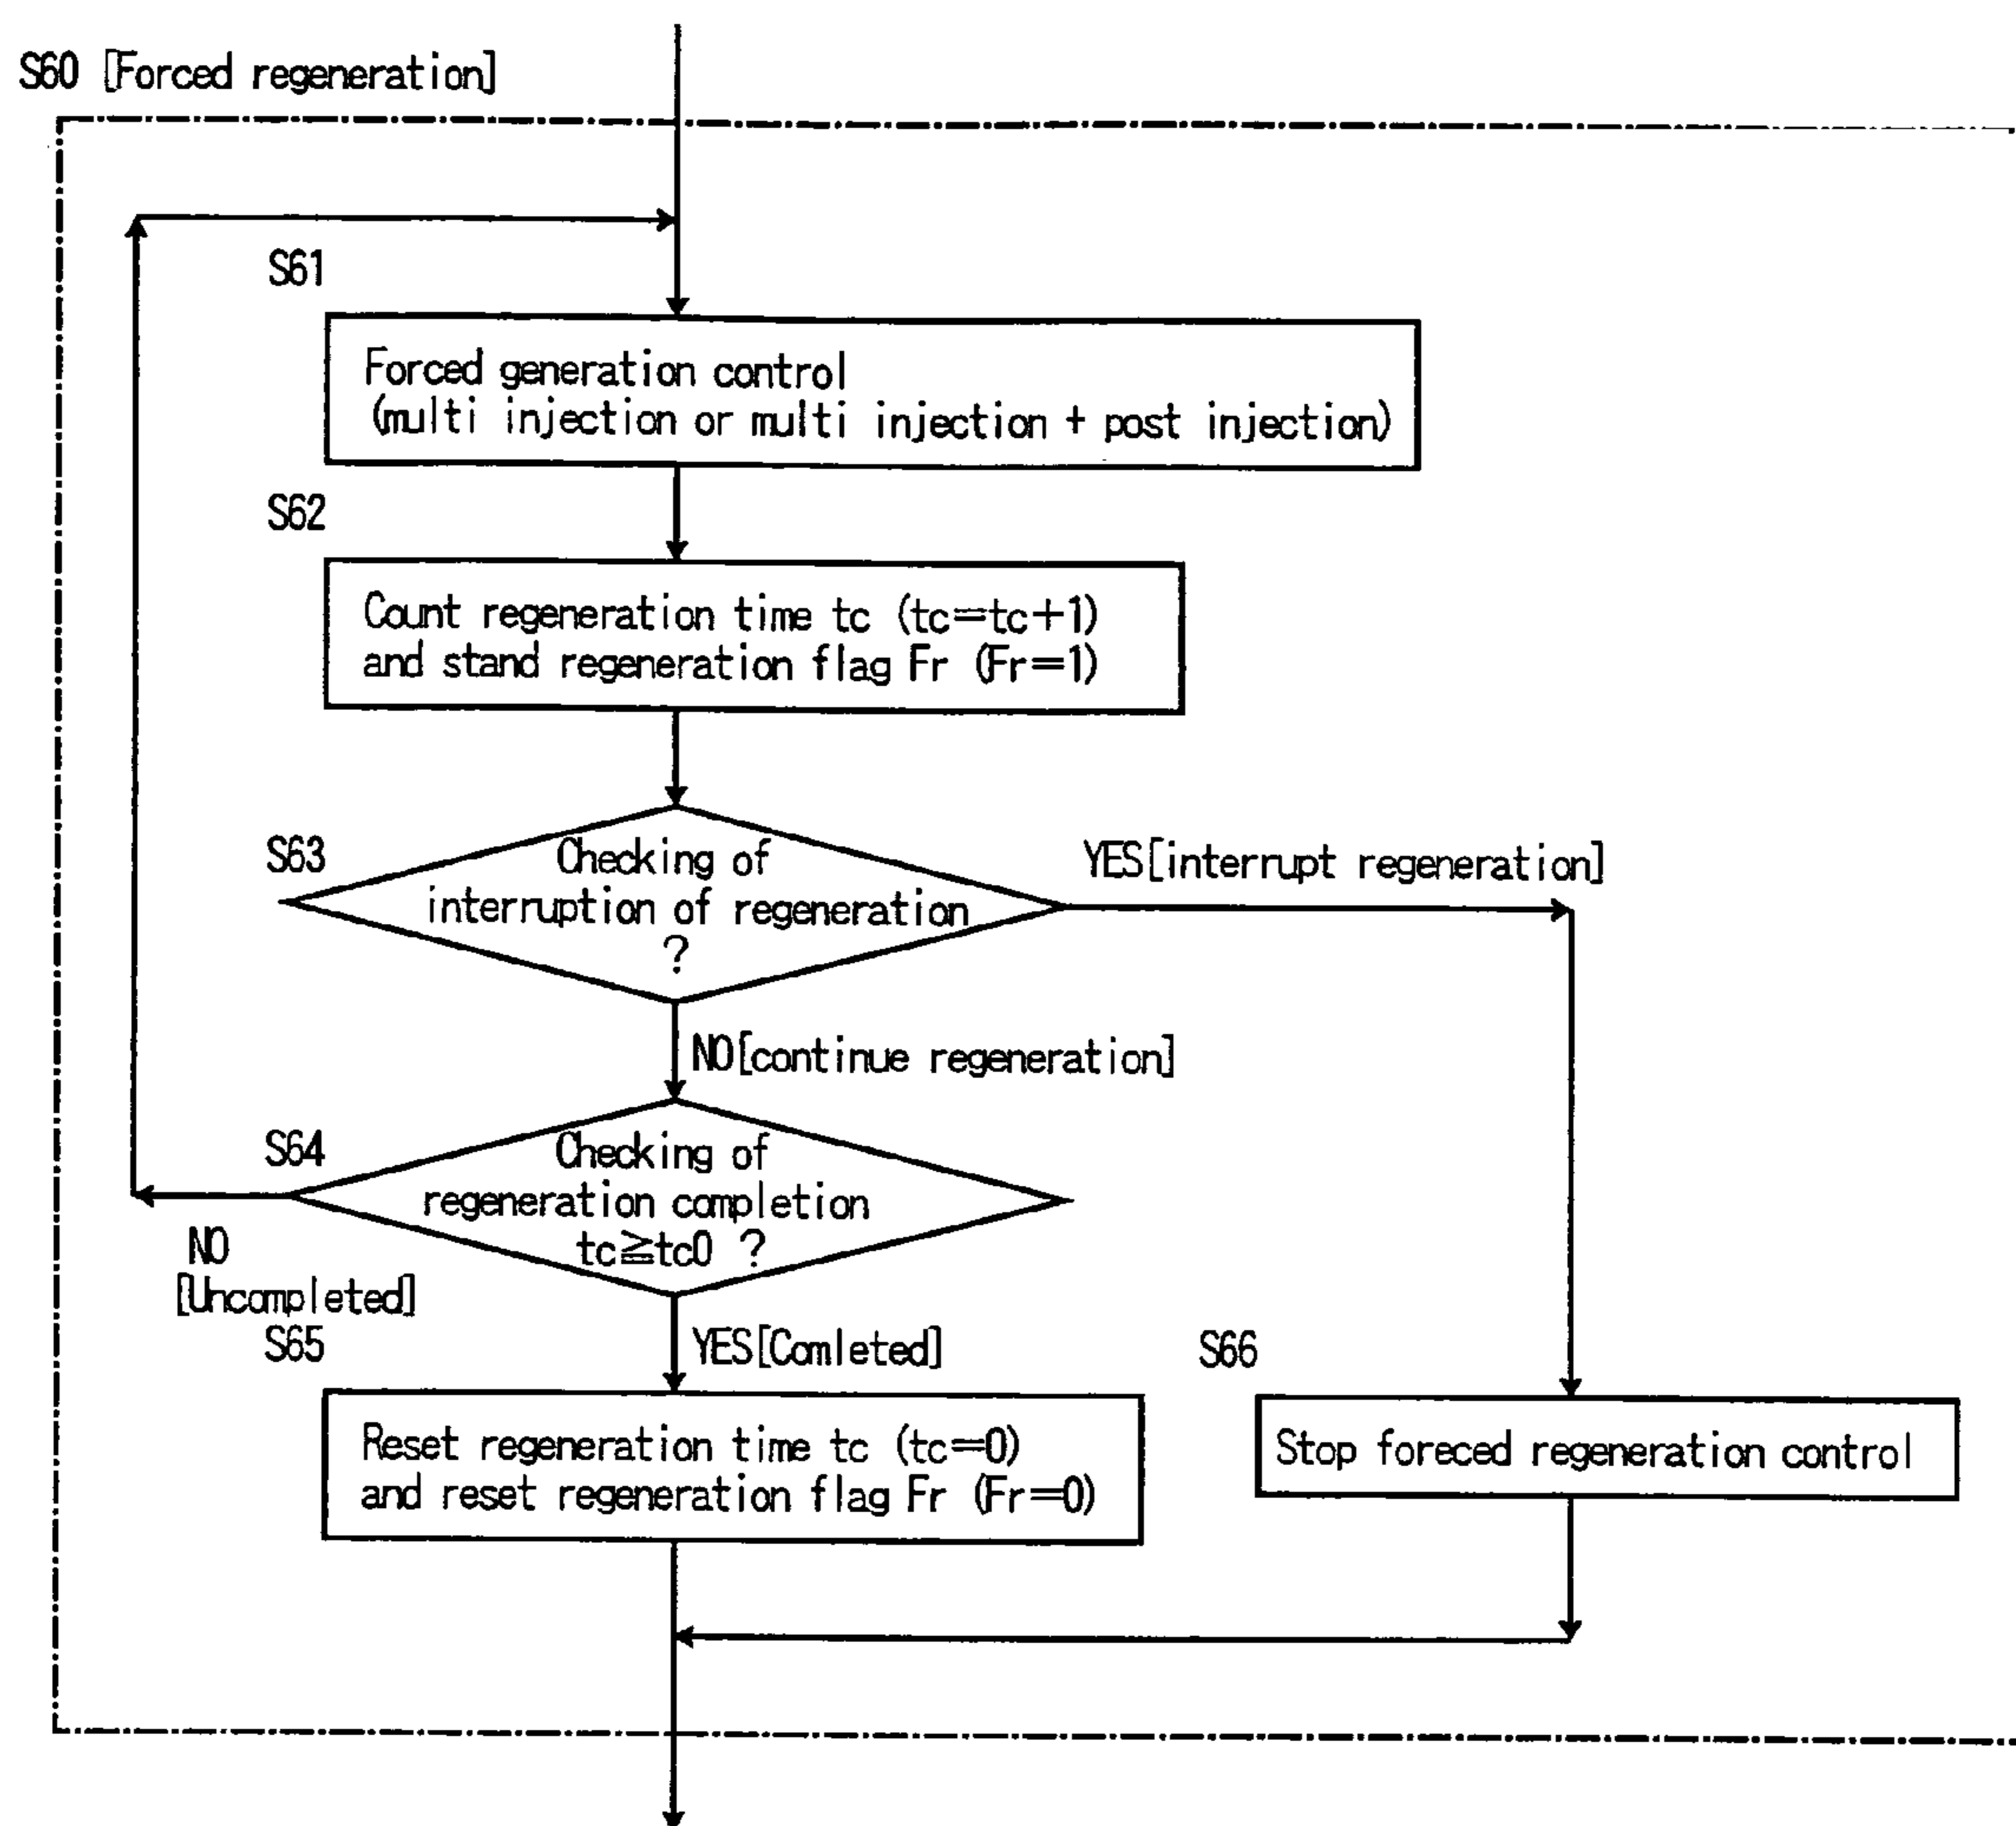 S60 [Forced regeneration]
S61
Forced generation control
(multi injection or multi injection + post injection)
S62
Count regeneration time tc (tc=tc+1)
and stand regeneration flag Fr (Fr=1)
S63
Checking of
interruption of regeneration
?
YES[interrupt regeneration]
NO[continue regeneration]
S64
Checking of
regeneration completion
tc≧tc0 ?
NO
[Uncompleted]
S65
YES[Comleted]
S66
Reset regeneration time tc (tc=0)
and reset regeneration flag Fr (Fr=0)
Stop foreced regeneration control